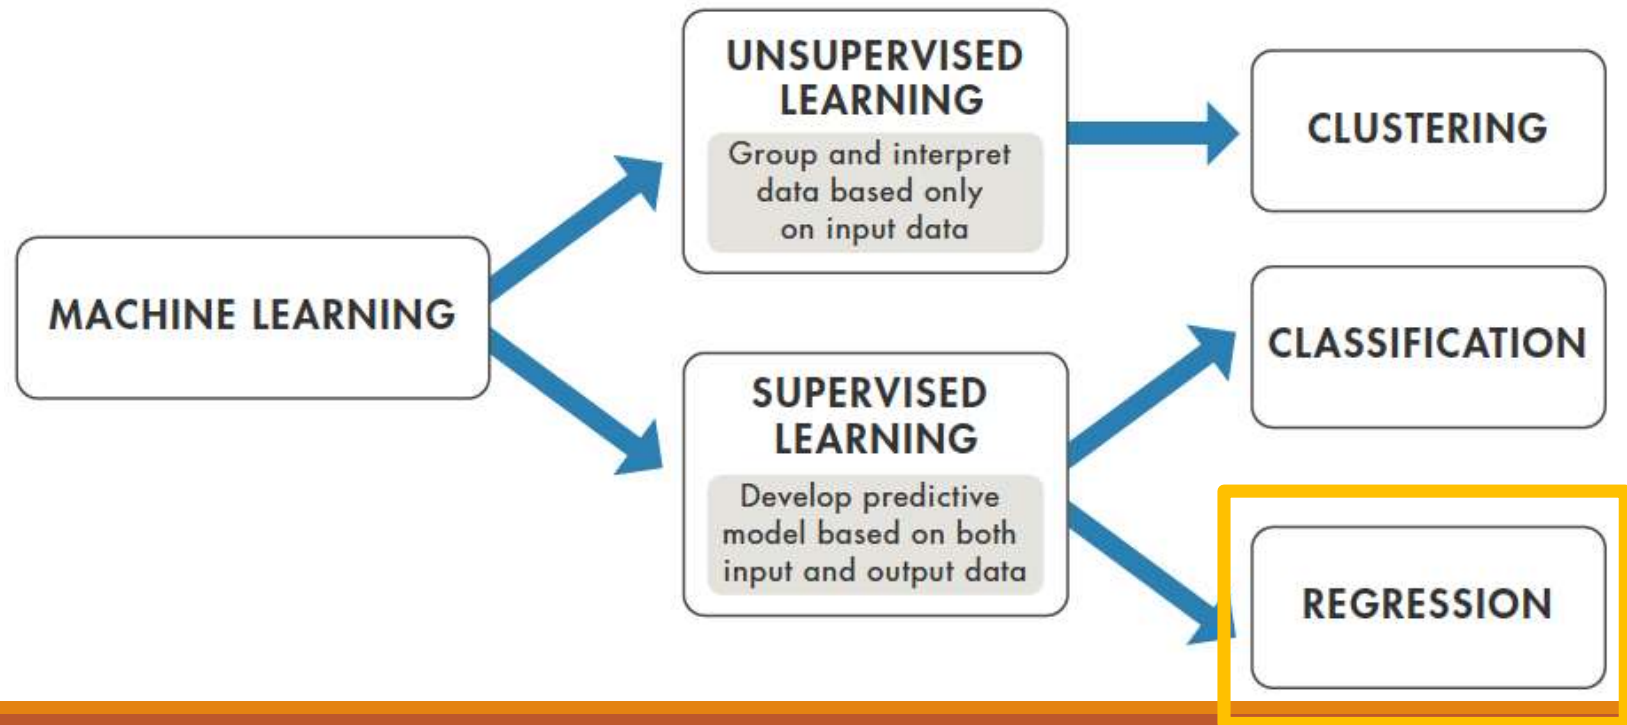 MACHINE LEARNING
UNSUPERVISED
LEARNING
Group and interpret
data based only
on input data
CLUSTERING
SUPERVISED
LEARNING
Develop predictive
model based on both
input and output data
CLASSIFICATION
REGRESSION